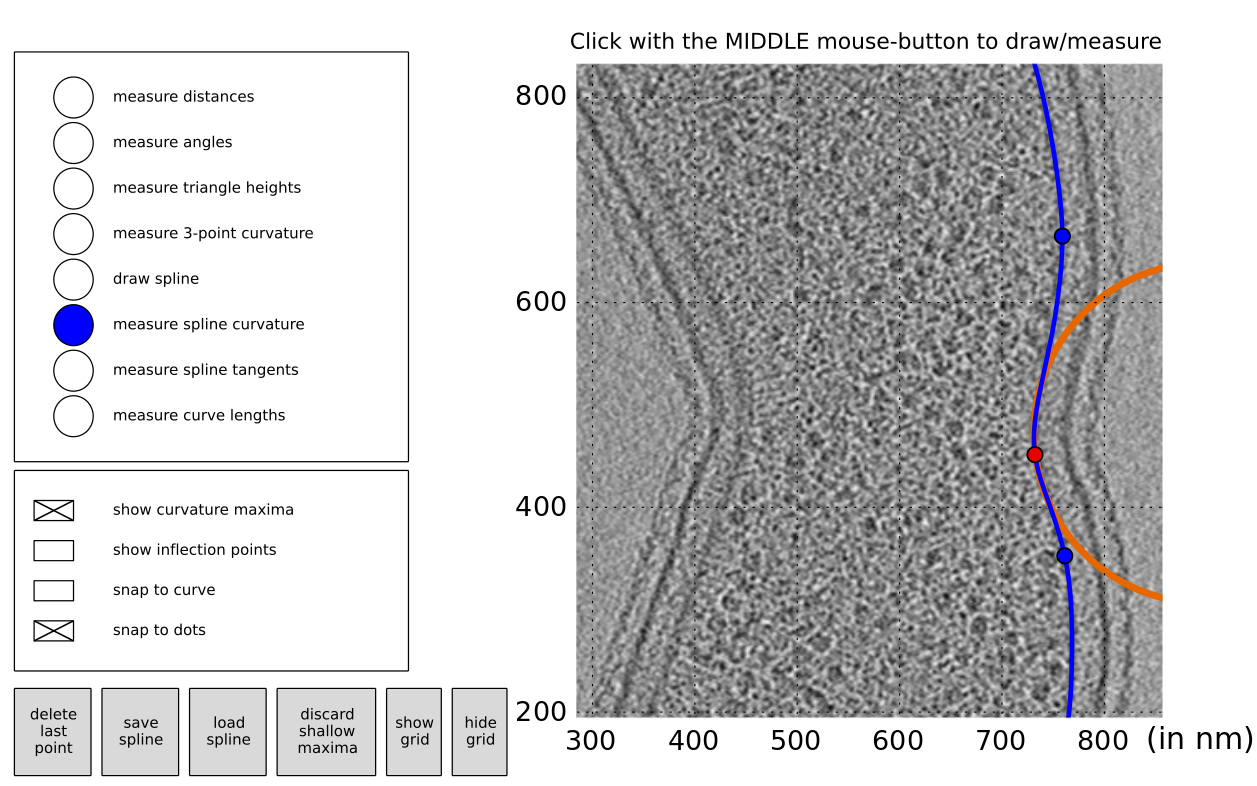 Click with the MIDDLE mouse-button to draw/measure
measure distances
measure angles
measure triangle heights
measure 3-point curvature
draw spline
measure spline curvature
measure spline tangents
measure curve lengths
show curvature maxima
show inflection points
snap to curve
snap to dots
delete
last
point
save
spline
load
spline
discard
shallow
maxima
show
grid
hide
grid
800
600
400
200
300 400 500 600 700 800 (in nm)